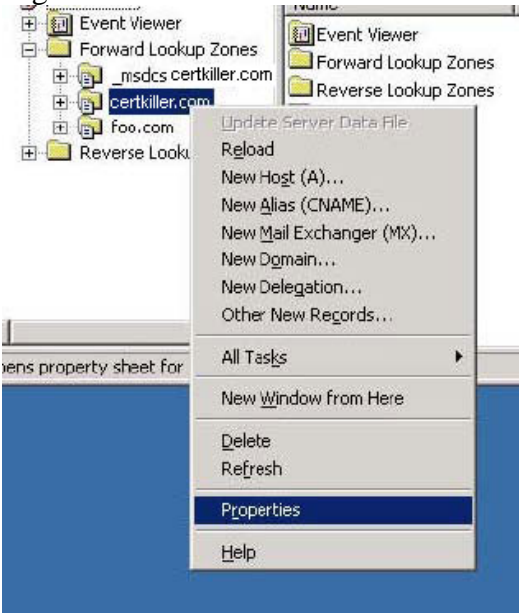 Event Viewer
Forward Lookup Zones
_msdcs certkiller.com
certkiller.com
foo.com
Reverse Looku
Name
Event Viewer
Forward Lookup Zones
Reverse Lookup Zones
Update Server Data File
Reload
New Host (A)...
New Alias (CNAME)...
New Mail Exchanger (MX)...
New Domain...
New Delegation...
Other New Records...
All Tasks
New Window from Here
Delete
Refresh
Properties
Help
pens property sheet for